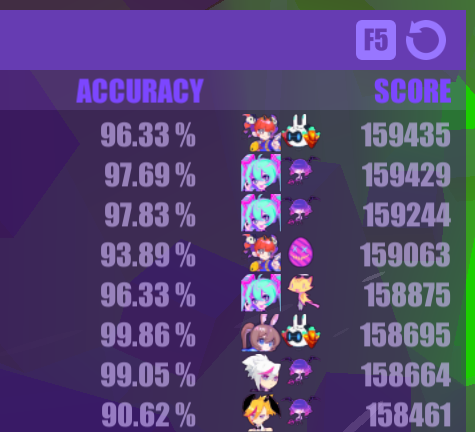 F5
ACCURACY SCORE
96.33 % 159435
97.69 % 159429
97.83 % 159244
93.89 % 159063
96.33 % 158875
99.86 % 158695
99.05 % 158664
90.62 % 158461